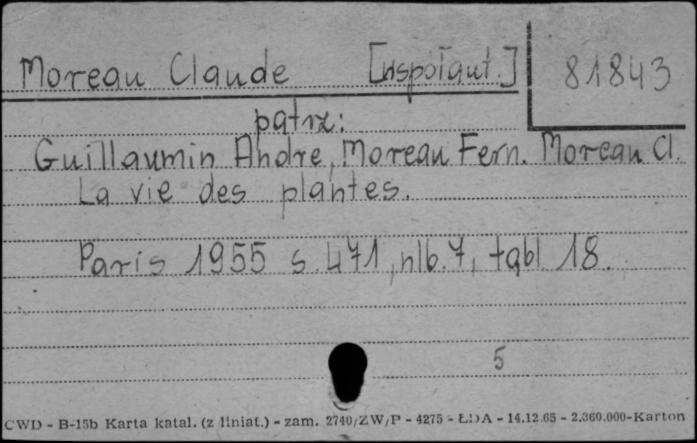 Moreau Claude [współaut.] 81843
patrz:
Guillaumin Andre, Moreau Fern. Moreau Cl.
La vie des plantes.
Paris 1955 s. 471, nlb. 7, tabl 18.
5
CWD - B-15b Karta katal. (z liniat.) - zam. 2740/ZW/P - 4275 - ŁDA - 14.12.65 - 2.360.000-Karton